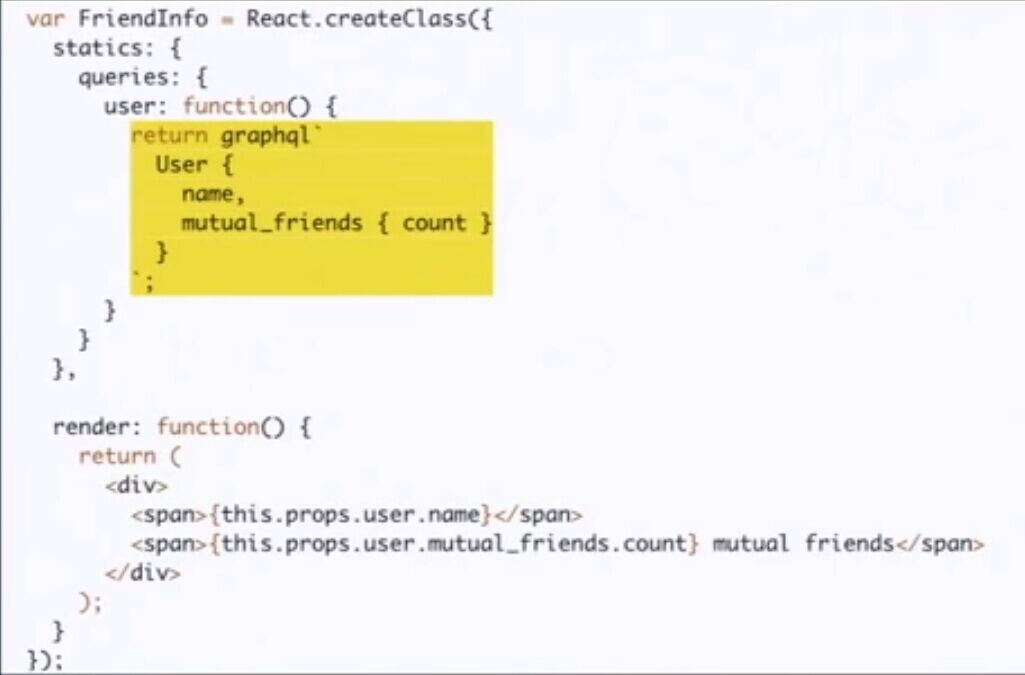 var FriendInfo = React.createClass({
  statics: {
    queries: {
      user: function() {
        return graphql`
          User {
            name,
            mutual_friends { count }
          }
        `;
      }
    }
  },

  render: function() {
    return (
      <div>
        <span>{this.props.user.name}</span>
        <span>{this.props.user.mutual_friends.count} mutual friends</span>
      </div>
    );
  }
});